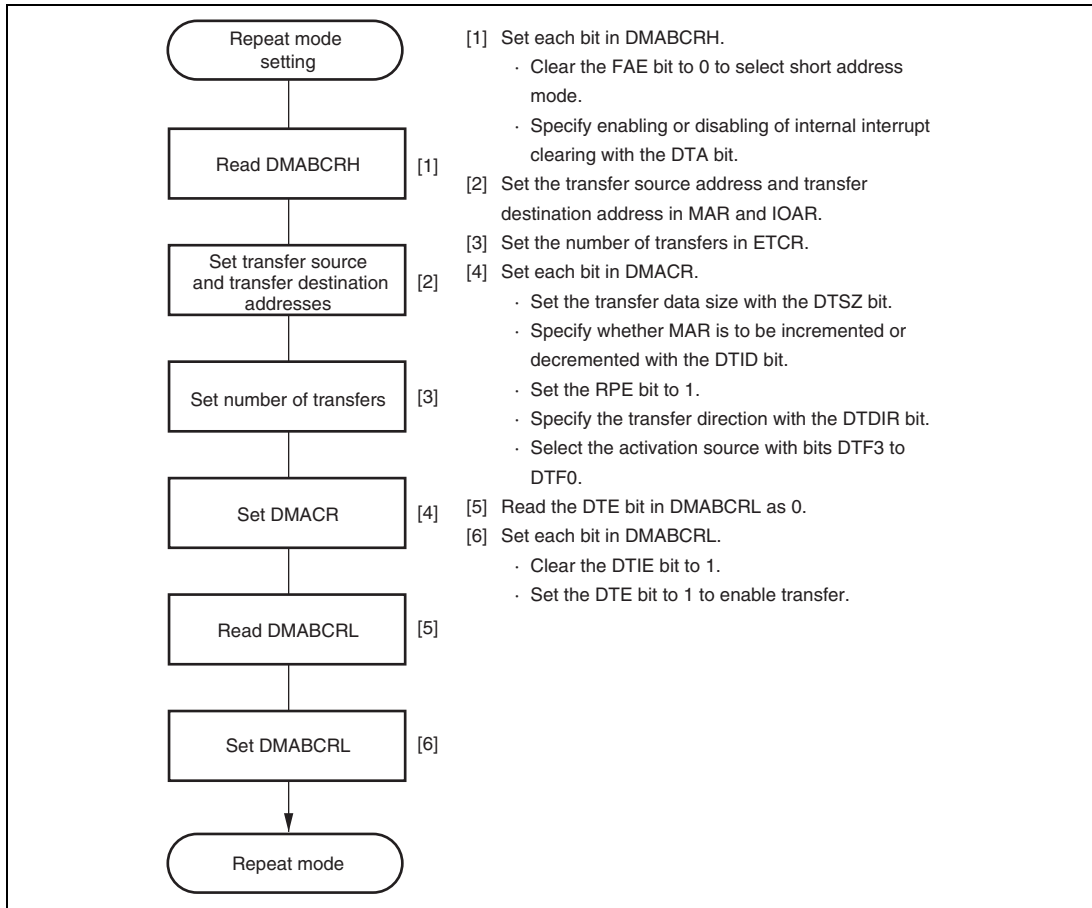 Repeat mode
setting
Read DMABCRH
[1]
Set transfer source
and transfer destination
addresses
[2]
Set number of transfers
[3]
Set DMACR
[4]
Read DMABCRL
[5]
Set DMABCRL
[6]
Repeat mode
[1] Set each bit in DMABCRH.
· Clear the FAE bit to 0 to select short address
mode.
· Specify enabling or disabling of internal interrupt
clearing with the DTA bit.
[2] Set the transfer source address and transfer
destination address in MAR and IOAR.
[3] Set the number of transfers in ETCR.
[4] Set each bit in DMACR.
· Set the transfer data size with the DTSZ bit.
· Specify whether MAR is to be incremented or
decremented with the DTID bit.
· Set the RPE bit to 1.
· Specify the transfer direction with the DTDIR bit.
· Select the activation source with bits DTF3 to
DTF0.
[5] Read the DTE bit in DMABCRL as 0.
[6] Set each bit in DMABCRL.
· Clear the DTIE bit to 1.
· Set the DTE bit to 1 to enable transfer.